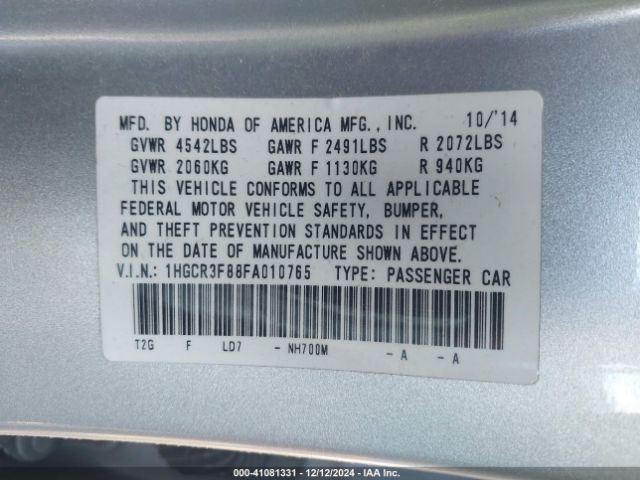 MFD. BY HONDA OF AMERICA MFG., INC. 10/'14
GVWR 4542LBS GAWR F 2491LBS R 2072LBS
GVWR 2060KG GAWR F 1130KG R 940KG
THIS VEHICLE CONFORMS TO ALL APPLICABLE
FEDERAL MOTOR VEHICLE SAFETY, BUMPER,
AND THEFT PREVENTION STANDARDS IN EFFECT
ON THE DATE OF MANUFACTURE SHOWN ABOVE.
V.I.N.: 1HGCR3F88FA010765 TYPE: PASSENGER CAR
T2G F LD7 - NH700M - A - A
000-41081331 - 12/12/2024 - IAA Inc.